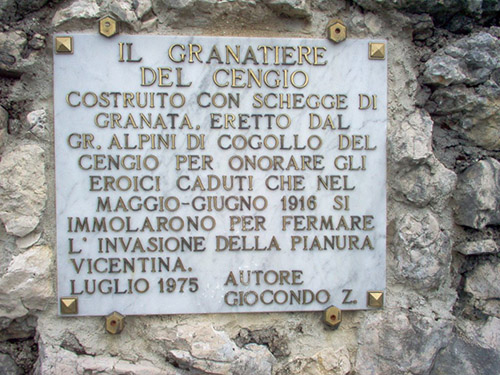 IL GRANATIERE
DEL CENGIO
COSTRUITO CON SCHEGGE DI
GRANATA, ERETTO DAL
GR. ALPINI DI COGOLLO DEL
CENGIO PER ONORARE GLI
EROICI CADUTI CHE NEL
MAGGIO-GIUGNO 1916 SI
IMMOLARONO PER FERMARE
L' INVASIONE DELLA PIANURA
VICENTINA.
LUGLIO 1975 AUTORE
GIOCONDO Z.